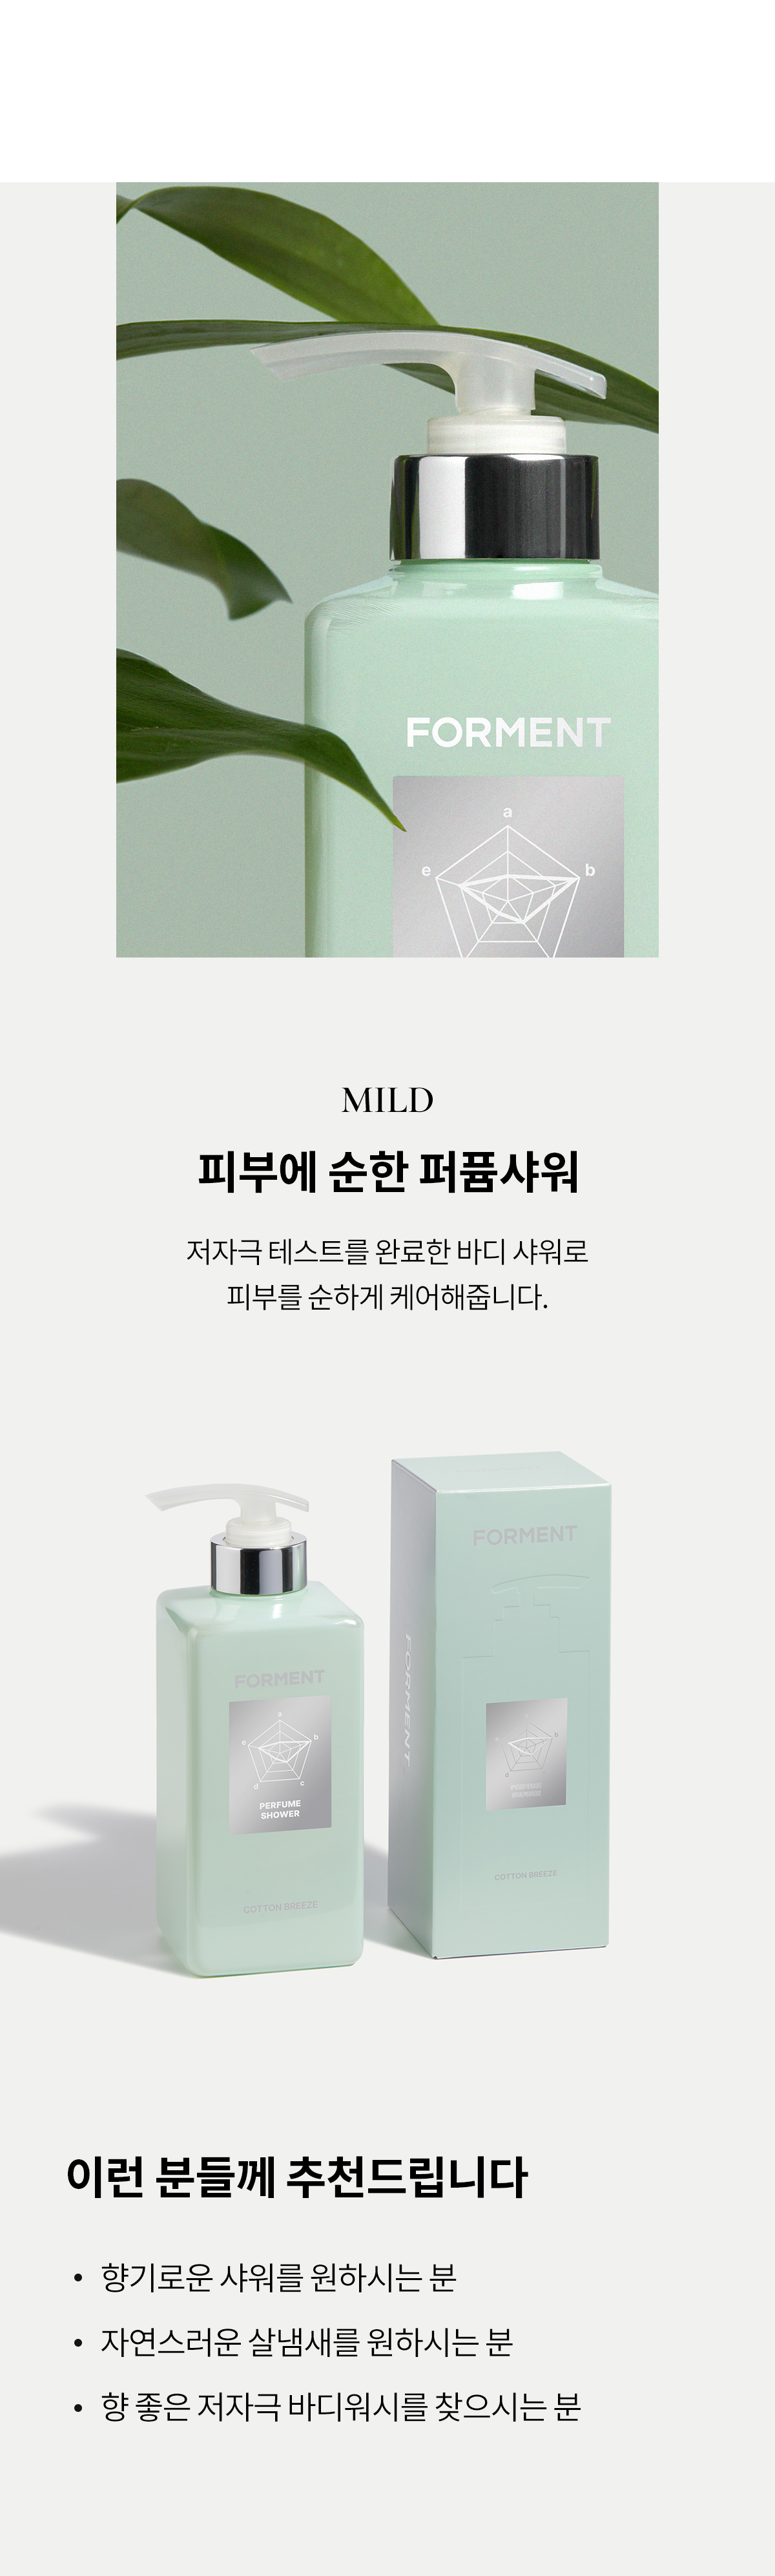 FORMENT
a
e
b
MILD
피부에 순한 퍼퓸샤워
저자극 테스트를 완료한 바디 샤워로
피부를 순하게 케어해줍니다.
FORMENT
a
e
b
d
c
PERFUME
SHOWER
COTTON BREEZE
FORMENT
FORMENT
COTTON BREEZE
이런 분들께 추천드립니다
• 향기로운 샤워를 원하시는 분
• 자연스러운 살냄새를 원하시는 분
• 향 좋은 저자극 바디워시를 찾으시는 분